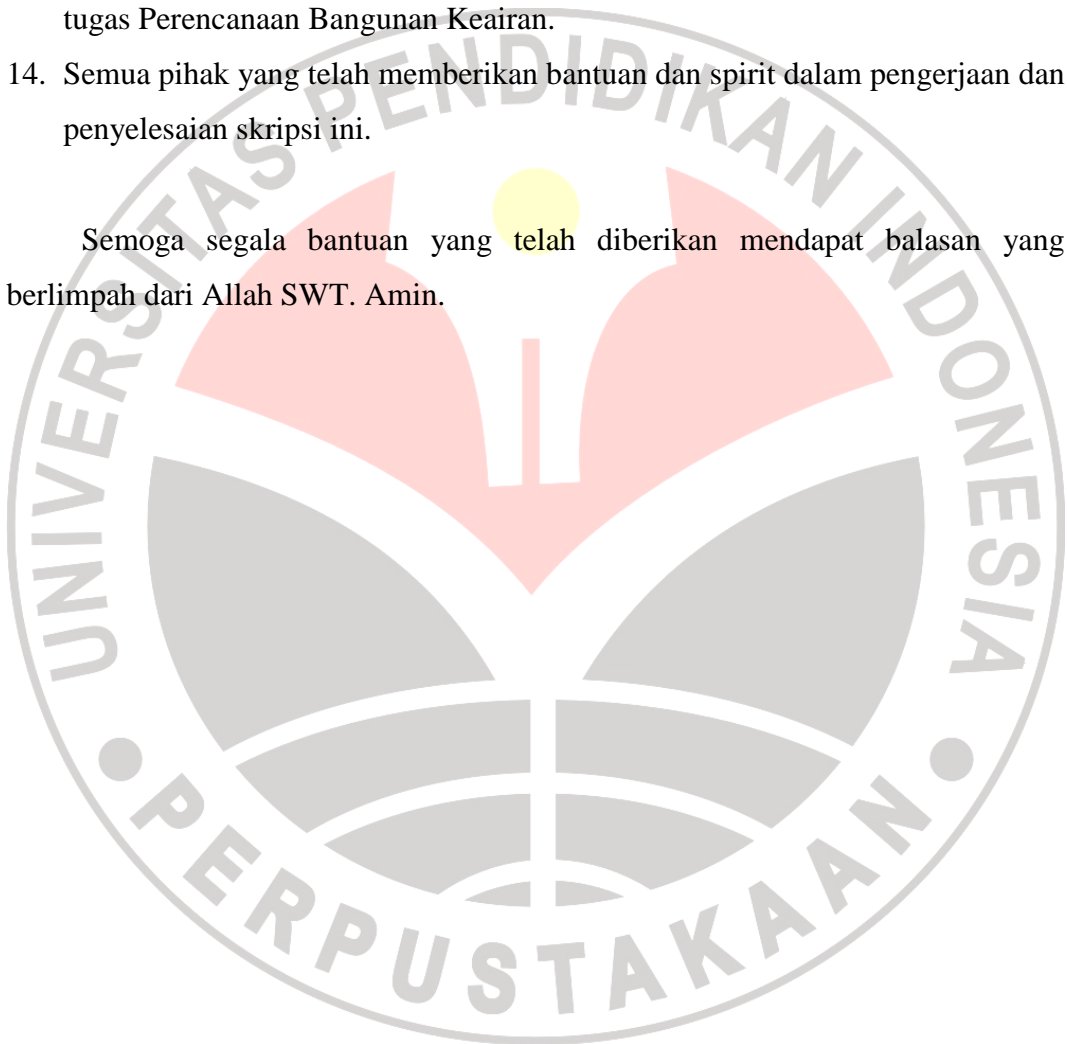 tugas Perencanaan Bangunan Keairan.
14. Semua pihak yang telah memberikan bantuan dan spirit dalam pengerjaan dan
penyelesaian skripsi ini.
Semoga segala bantuan yang telah diberikan mendapat balasan yang
berlimpah dari Allah SWT. Amin.
UNIVERSITAS PENDIDIKAN INDONESIA
PERPUSTAKAAN